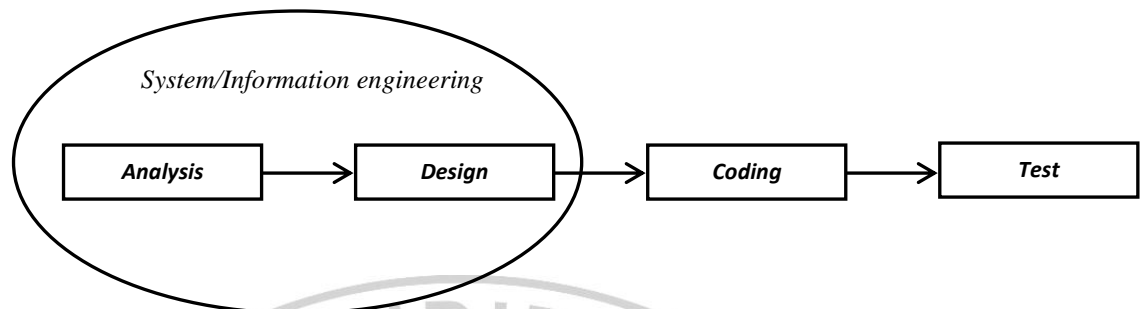 System/Information engineering
Analysis
Design
Coding
Test